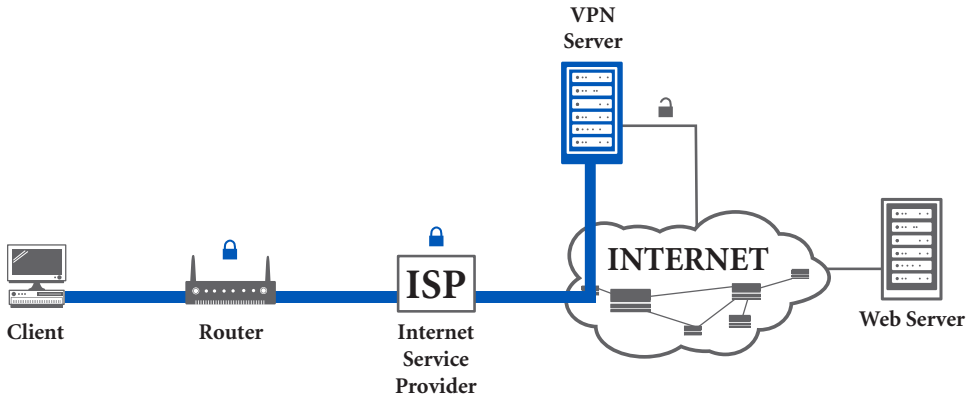 VPN
Server
INTERNET
ISP
Client
Router
Internet
Service
Provider
Web Server